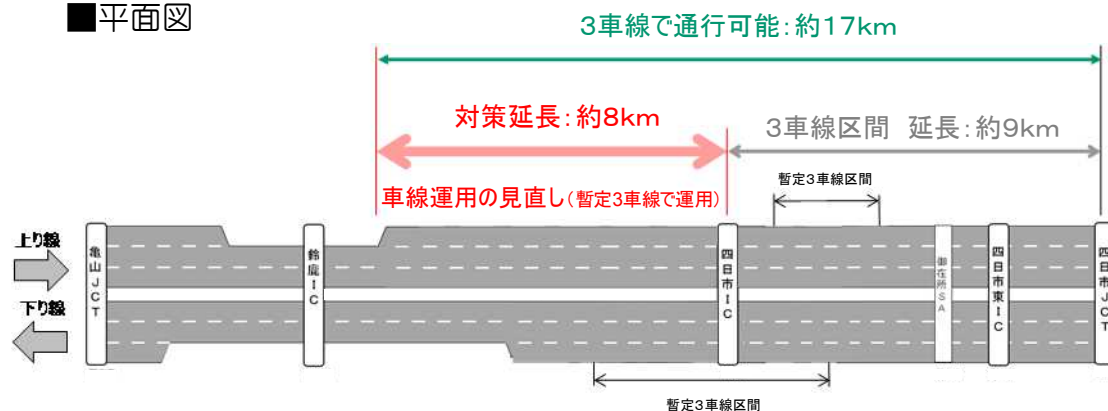 ■平面図
3車線で通行可能:約17km
対策延長:約8km
3車線区間 延長:約9km
車線運用の見直し(暫定3車線で運用)
暫定3車線区間
上り線
下り線
亀山JCT
鈴鹿IC
四日市IC
御在所SA
四日市東IC
四日市JCT
暫定3車線区間